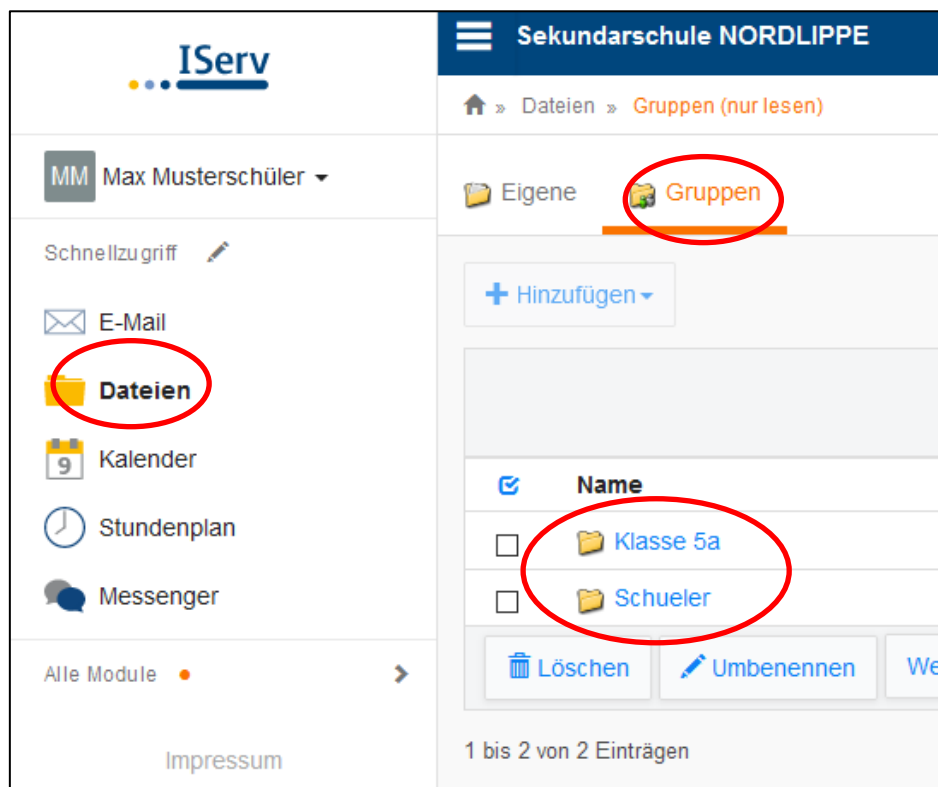 IServ
MM Max Musterschüler
Schnellzugriff
E-Mail
Dateien
9 Kalender
Stundenplan
Messenger
Alle Module
Impressum
Sekundarschule NORDLIPPE
» Dateien » Gruppen (nur lesen)
Eigene Gruppen
Hinzufügen
Name
Klasse 5a
Schueler
Löschen Umbenennen
1 bis 2 von 2 Einträgen